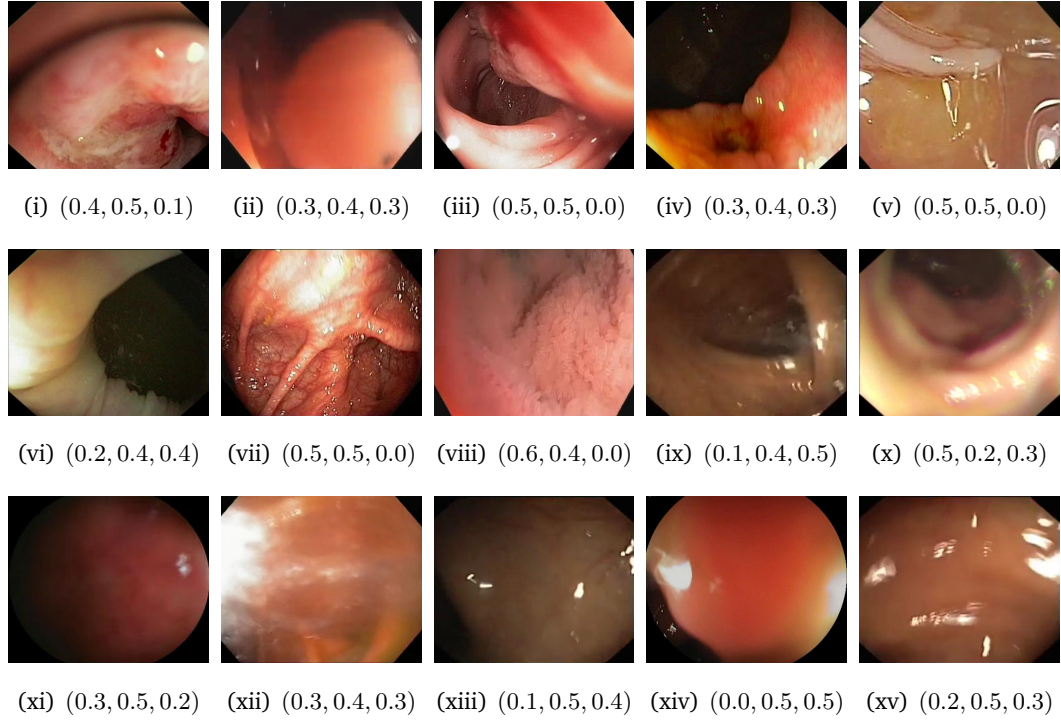 (i) (0.4, 0.5, 0.1) (ii) (0.3, 0.4, 0.3) (iii) (0.5, 0.5, 0.0) (iv) (0.3, 0.4, 0.3) (v) (0.5, 0.5, 0.0)
(vi) (0.2, 0.4, 0.4) (vii) (0.5, 0.5, 0.0) (viii) (0.6, 0.4, 0.0) (ix) (0.1, 0.4, 0.5) (x) (0.5, 0.2, 0.3)
(xi) (0.3, 0.5, 0.2) (xii) (0.3, 0.4, 0.3) (xiii) (0.1, 0.5, 0.4) (xiv) (0.0, 0.5, 0.5) (xv) (0.2, 0.5, 0.3)